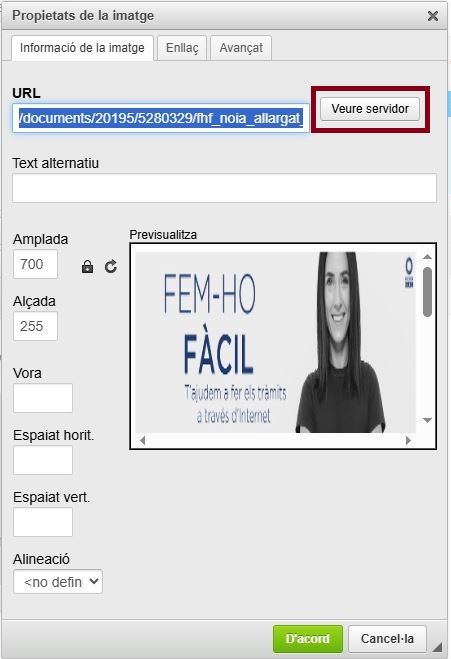 Propietats de la imatge
Informació de la imatge
Enllaç
Avançat
URL
/documents/20195/5280329/fhf_noia_allargat_
Veure servidor
Text alternatiu
Amplada
700
Alçada
255
Vora
Espaiat horit.
Espaiat vert.
Alineació
<no defin
Previsualitza
FEM-HO
FÀCIL
T'ajudem a fer els tràmits
a través d'Internet
D'acord
Cancel·la